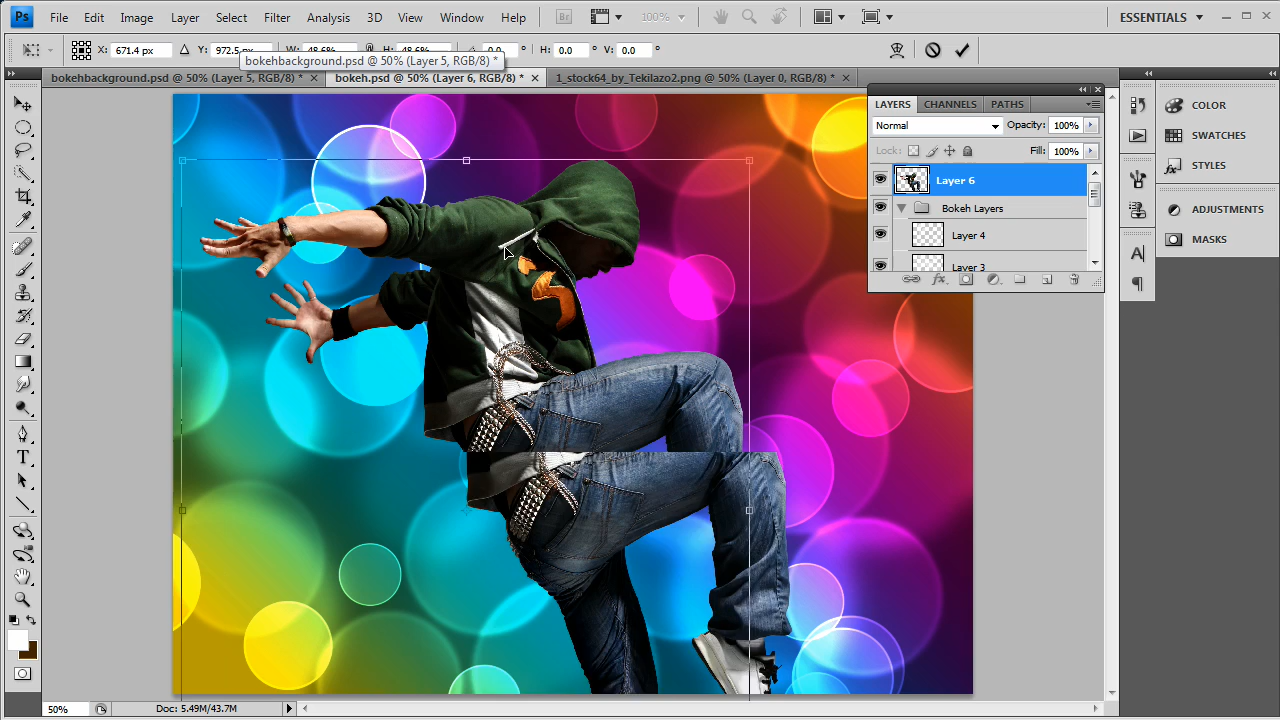 Ps File Edit Image Layer Select Filter Analysis 3D View Window Help Br 100% ESSENTIALS
X: 671.4 px Y: 972.5 px W: 48.6% H: 48.6% 0.0 ° H: 0.0 ° V: 0.0 °
bokehbackground.psd @ 50% (Layer 5, RGB/8) *
bokehbackground.psd @ 50% (Layer 5, RGB/8) * × bokeh.psd @ 50% (Layer 6, RGB/8) * × 1_stock64_by_Tekilazo2.png @ 50% (Layer 0, RGB/8) * ×
LAYERS CHANNELS PATHS
Normal Opacity: 100%
Lock: Fill: 100%
Layer 6
Bokeh Layers
Layer 4
Layer 3
COLOR
SWATCHES
STYLES
ADJUSTMENTS
MASKS
50% Doc: 5.49M/43.7M